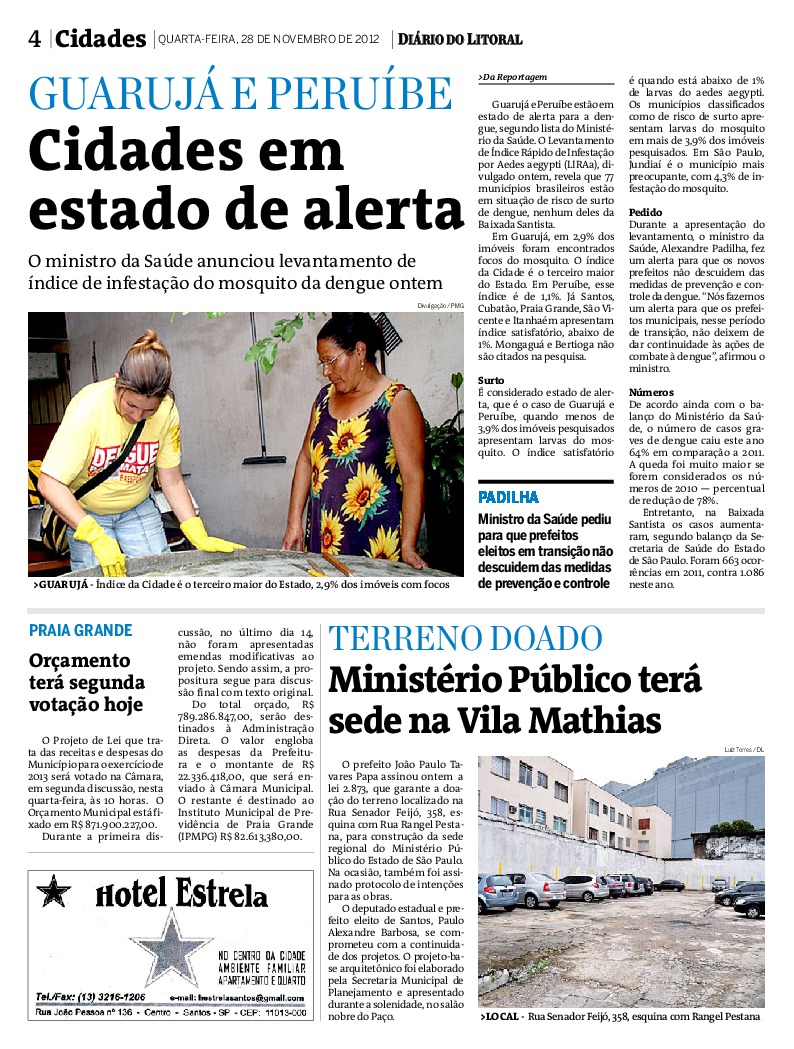 4 Cidades QUARTA-FEIRA, 28 DE NOVEMBRO DE 2012 DIÁRIO DO LITORAL
GUARUJÁ E PERUÍBE
Cidades em
estado de alerta
O ministro da Saúde anunciou levantamento de
índice de infestação do mosquito da dengue ontem
Divulgação / PMG
DENGUE
MATA
>GUARUJÁ - Índice da Cidade é o terceiro maior do Estado, 2,9% dos imóveis com focos
>Da Reportagem
Guarujá e Peruíbe estão em
estado de alerta para a den-
gue, segundo lista do Ministé-
rio da Saúde. O Levantamento
de Índice Rápido de Infestação
por Aedes aegypti (LIRAa), di-
vulgado ontem, revela que 77
municípios brasileiros estão
em situação de risco de surto
de dengue, nenhum deles da
Baixada Santista.
Em Guarujá, em 2,9% dos
imóveis foram encontrados
focos do mosquito. O índice
da Cidade é o terceiro maior
do Estado. Em Peruíbe, esse
índice é de 1,1%. Já Santos,
Cubatão, Praia Grande, São Vi-
cente e Itanhaém apresentam
índice satisfatório, abaixo de
1%. Mongaguá e Bertioga não
são citados na pesquisa.
Surto
É considerado estado de aler-
ta, que é o caso de Guarujá e
Peruíbe, quando menos de
3,9% dos imóveis pesquisados
apresentam larvas do mos-
quito. O índice satisfatório
é quando está abaixo de 1%
de larvas do aedes aegypti.
Os municípios classificados
como de risco de surto apre-
sentam larvas do mosquito
em mais de 3,9% dos imóveis
pesquisados. Em São Paulo,
Jundiaí é o município mais
preocupante, com 4,3% de in-
festação do mosquito.
Pedido
Durante a apresentação do
levantamento, o ministro da
Saúde, Alexandre Padilha, fez
um alerta para que os novos
prefeitos não descuidem das
medidas de prevenção e con-
trole da dengue. “Nós fazemos
um alerta para que os prefei-
tos municipais, nesse período
de transição, não deixem de
dar continuidade às ações de
combate à dengue”, afirmou o
ministro.
Números
De acordo ainda com o ba-
lanço do Ministério da Saú-
de, o número de casos gra-
ves de dengue caiu este ano
64% em comparação a 2011.
A queda foi muito maior se
forem considerados os nú-
meros de 2010 — percentual
de redução de 78%.
Entretanto, na Baixada
Santista os casos aumenta-
ram, segundo balanço da Se-
cretaria de Saúde do Estado
de São Paulo. Foram 663 ocor-
rências em 2011, contra 1.086
neste ano.
PADILHA
Ministro da Saúde pediu
para que prefeitos
eleitos em transição não
descuidem das medidas
de prevenção e controle
PRAIA GRANDE
Orçamento
terá segunda
votação hoje
O Projeto de Lei que tra-
ta das receitas e despesas do
Município para o exercício de
2013 será votado na Câmara,
em segunda discussão, nesta
quarta-feira, às 10 horas. O
Orçamento Municipal está fi-
xado em R$ 871.900.227,00.
Durante a primeira dis-
cussão, no último dia 14,
não foram apresentadas
emendas modificativas ao
projeto. Sendo assim, a pro-
positura segue para discus-
são final com texto original.
Do total orçado, R$
789.286.847,00, serão des-
tinados à Administração
Direta. O valor engloba
as despesas da Prefeitu-
ra e o montante de R$
22.336.418,00, que será en-
viado à Câmara Municipal.
O restante é destinado ao
Instituto Municipal de Pre-
vidência de Praia Grande
(IPMPG) R$ 82.613,380,00.
Hotel Estrela
NO CENTRO DA CIDADE
AMBIENTE FAMILIAR
APARTAMENTO E QUARTO
Tel./Fax: (13) 3216-1206 e-mail: hestrelasantos@gmail.com
Rua João Pessoa nº 136 - Centro - Santos - SP - CEP: 11013-000
TERRENO DOADO
Ministério Público terá
sede na Vila Mathias
O prefeito João Paulo Ta-
vares Papa assinou ontem a
lei 2.873, que garante a doa-
ção do terreno localizado na
Rua Senador Feijó, 358, es-
quina com Rua Rangel Pesta-
na, para construção da sede
regional do Ministério Pú-
blico do Estado de São Paulo.
Na ocasião, também foi assi-
nado protocolo de intenções
para as obras.
O deputado estadual e pre-
feito eleito de Santos, Paulo
Alexandre Barbosa, se com-
prometeu com a continuida-
de dos projetos. O projeto-ba-
se arquitetônico foi elaborado
pela Secretaria Municipal de
Planejamento e apresentado
durante a solenidade, no salão
nobre do Paço.
Luiz Torres / DL
>LOCAL - Rua Senador Feijó, 358, esquina com Rangel Pestana